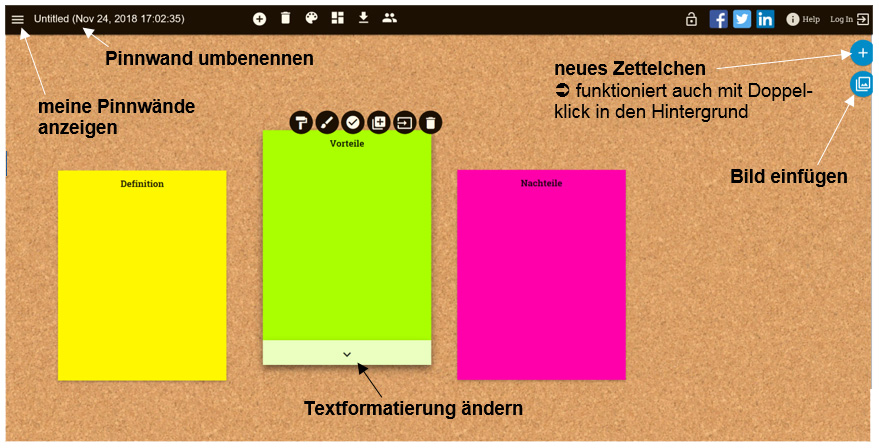 Untitled (Nov 24, 2018 17:02:35)
Help
Log In
Pinnwand umbenennen
neues Zettelchen
➲ funktioniert auch mit Doppel-
klick in den Hintergrund
meine Pinnwände
anzeigen
Bild einfügen
Vorteile
Definition
Nachteile
Textformatierung ändern